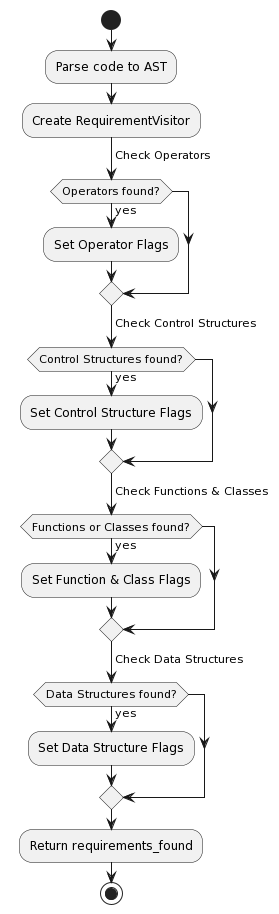 Parse code to AST
Create RequirementVisitor
Check Operators
Operators found?
yes
Set Operator Flags
Check Control Structures
Control Structures found?
yes
Set Control Structure Flags
Check Functions & Classes
Functions or Classes found?
yes
Set Function & Class Flags
Check Data Structures
Data Structures found?
yes
Set Data Structure Flags
Return requirements_found